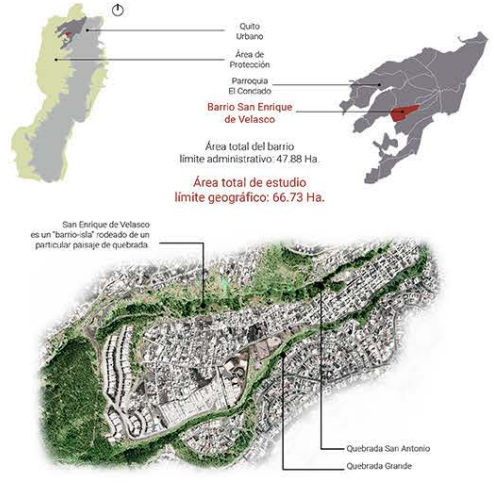 Quito
Urbano
Área de
Protección
Parroquia
El Condado
Barrio San Enrique
de Velasco
Área total del barrio
límite administrativo: 47.88 Ha.
Área total de estudio
límite geográfico: 66.73 Ha.
San Enrique de Velasco
es un "barrio-isla" rodeado de un
particular paisaje de quebrada.
Quebrada San Antonio
Quebrada Grande